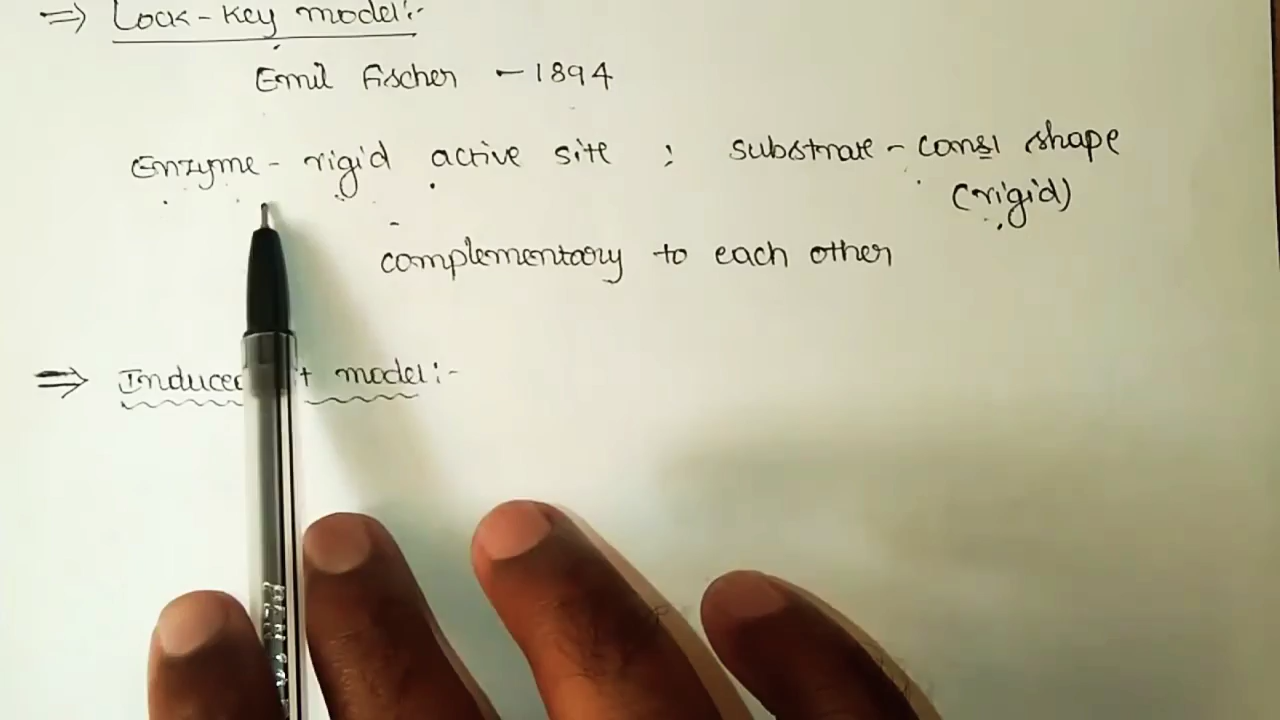 ⇒ Lock-Key model:-
Emil Fischer - 1894
Enzyme - rigid active site ; substrate - const shape
(rigid)
complementary to each other
⇒ model:-